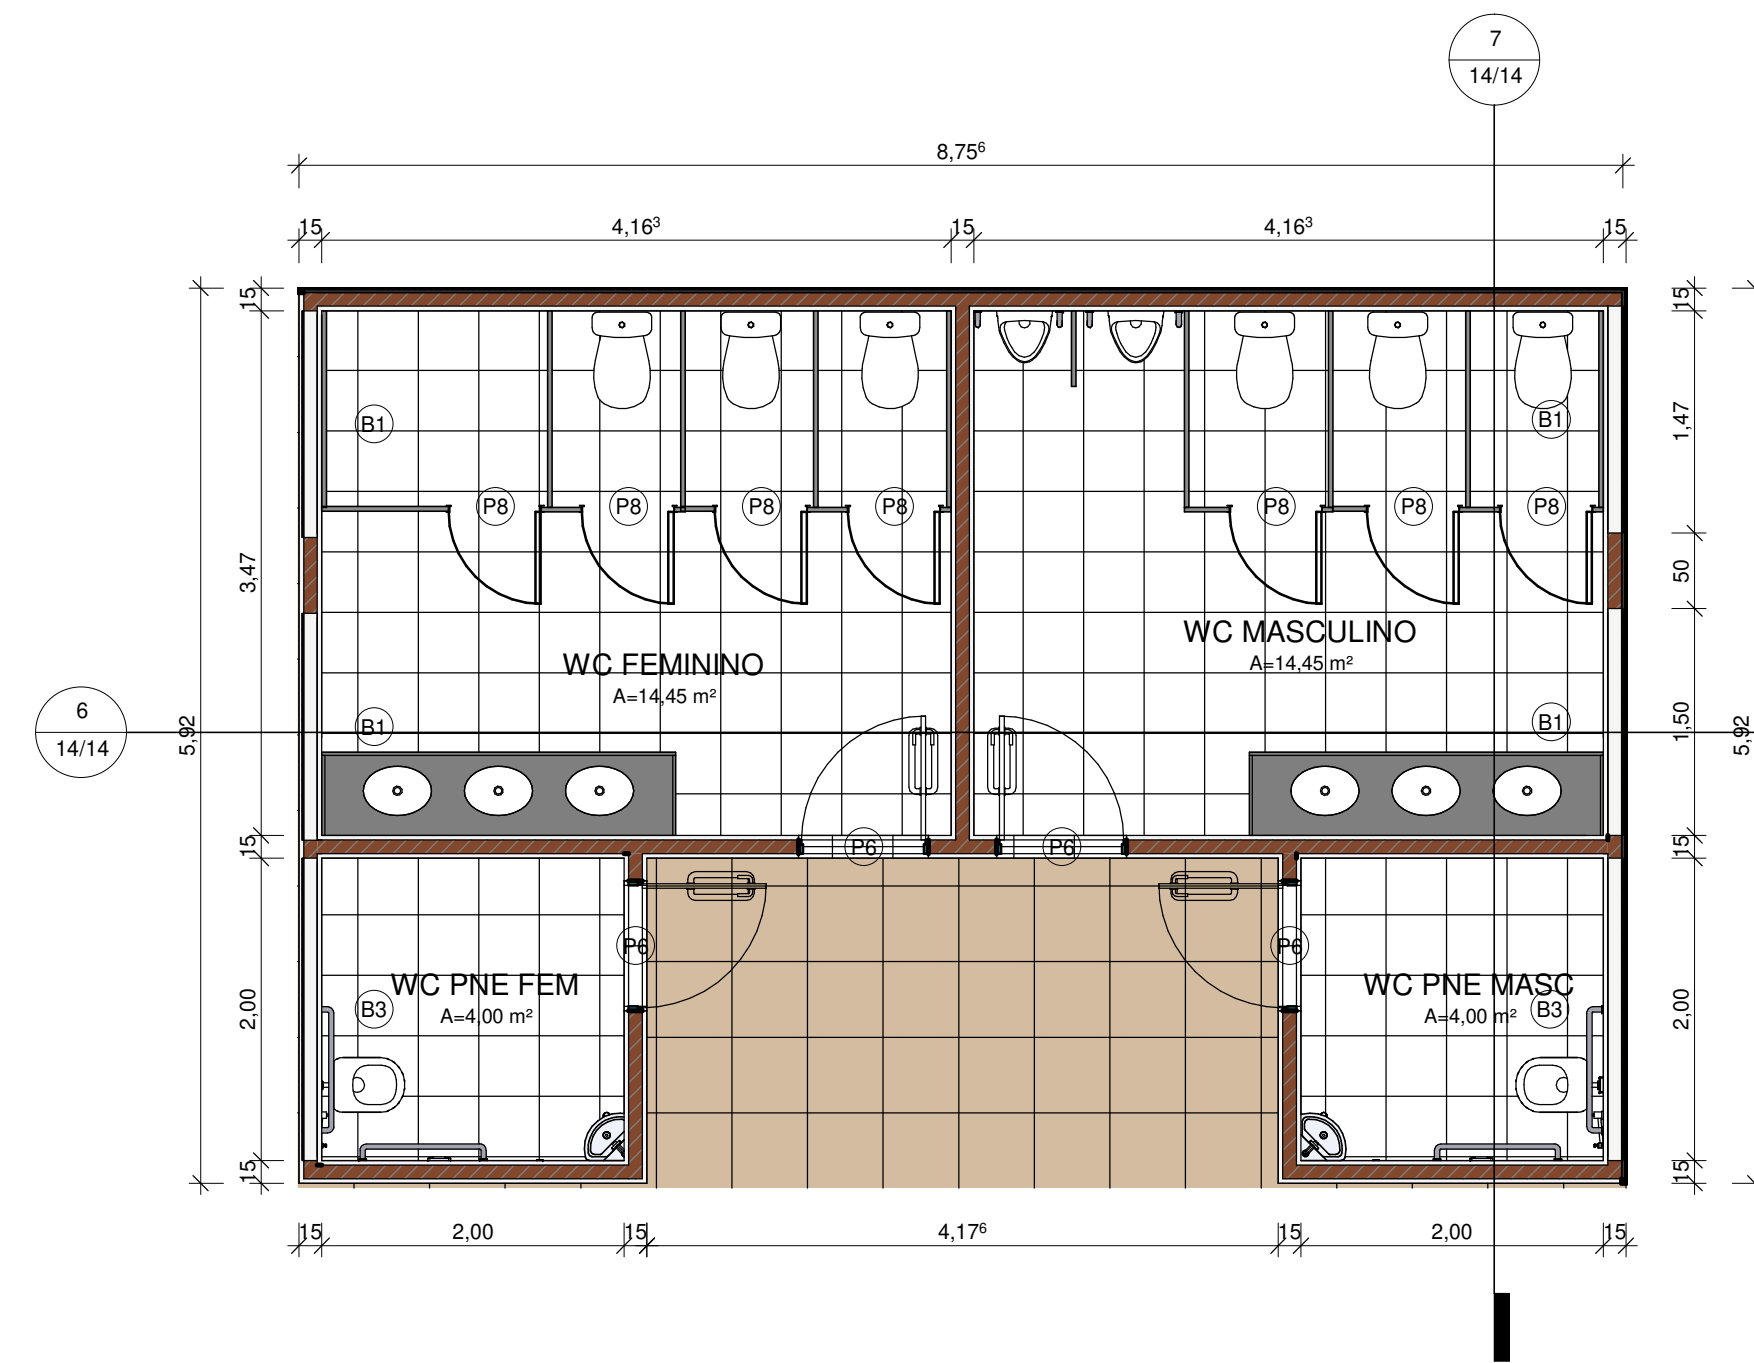 7
14/14
8,75⁶
15
4,16³
15
4,16³
15
15
15
B1
B1
1,47
P8
P8
P8
P8
P8
P8
P8
3,47
50
WC FEMININO
A=14,45 m²
WC MASCULINO
A=14,45 m²
6
14/14
5,92
B1
B1
1,50
5,92
15
P6
P6
15
P6
P6
WC PNE FEM
A=4,00 m²
B3
WC PNE MASC
A=4,00 m²
B3
2,00
2,00
15
15
15
2,00
15
4,17⁶
15
2,00
15